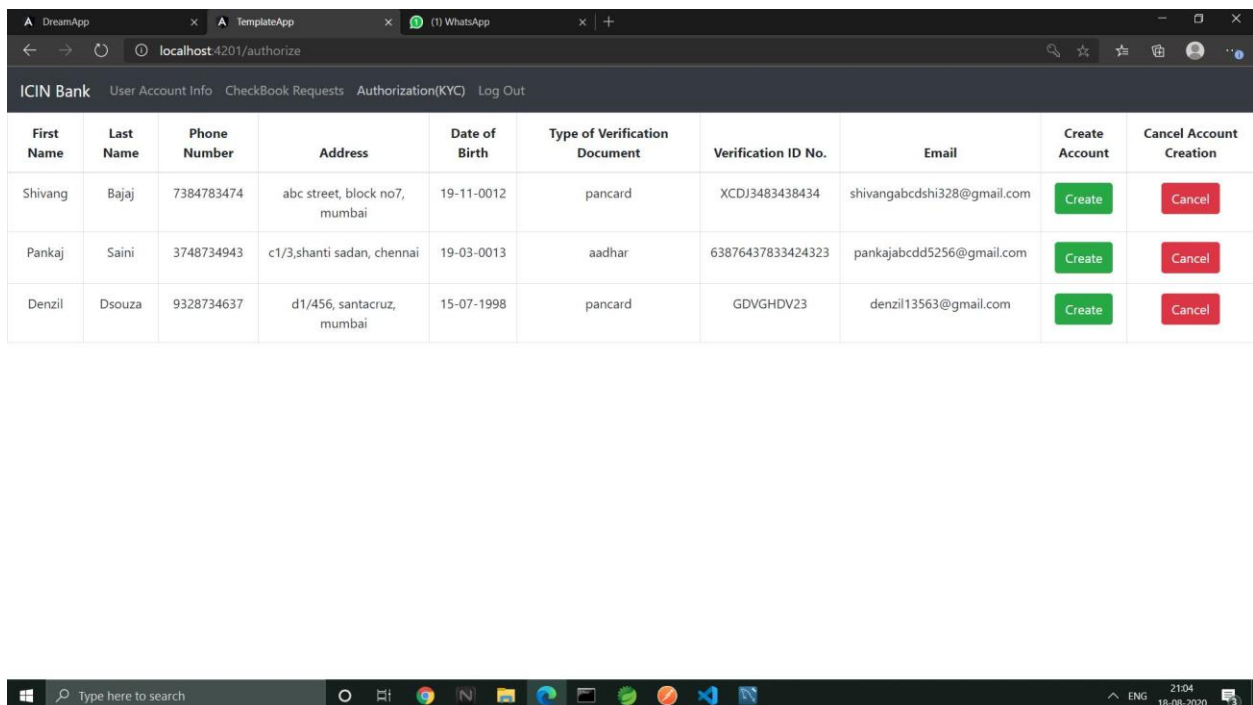 DreamApp
TemplateApp
(1) WhatsApp
localhost:4201/authorize
ICIN Bank User Account Info CheckBook Requests Authorization(KYC) Log Out
First Name Last Name Phone Number Address Date of Birth Type of Verification Document Verification ID No. Email Create Account Cancel Account Creation
Shivang Bajaj 7384783474 abc street, block no7, mumbai 19-11-0012 pancard XCDJ3483438434 shivangabcdshi328@gmail.com Create Cancel
Pankaj Saini 3748734943 c1/3,shanti sadan, chennai 19-03-0013 aadhar 63876437833424323 pankajabcdd5256@gmail.com Create Cancel
Denzil Dsouza 9328734637 d1/456, santacruz, mumbai 15-07-1998 pancard GDVGHDV23 denzil13563@gmail.com Create Cancel
Type here to search
ENG
21:04
18-08-2020